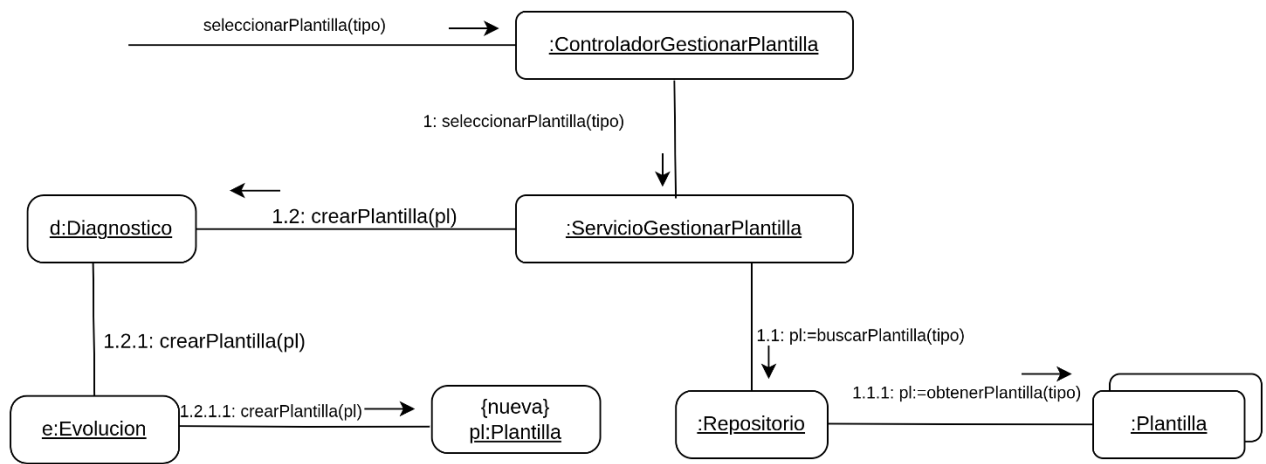 seleccionarPlantilla(tipo)
:ControladorGestionarPlantilla
1: seleccionarPlantilla(tipo)
d:Diagnostico
1.2: crearPlantilla(pl)
:ServicioGestionarPlantilla
1.2.1: crearPlantilla(pl)
1.1: pl:=buscarPlantilla(tipo)
1.1.1: pl:=obtenerPlantilla(tipo)
e:Evolucion
1.2.1.1: crearPlantilla(pl)
{nueva}
pl:Plantilla
:Repositorio
:Plantilla